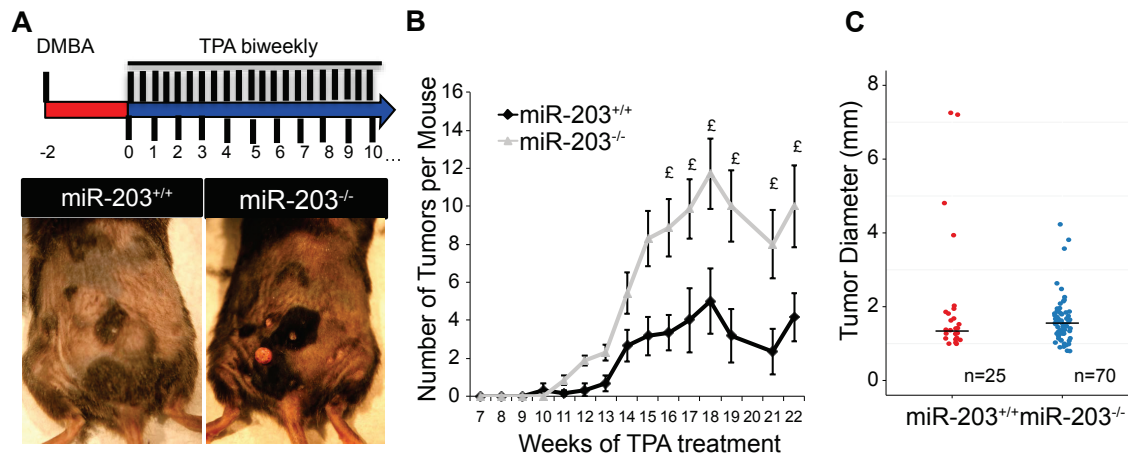 A
DMBA
TPA biweekly
-2
0 1 2 3 4 5 6 7 8 9 10 ...
miR-203+/+
miR-203-/-
B
Number of Tumors per Mouse
16
14
12
10
8
6
4
2
0
miR-203+/+
miR-203-/-
£ £ £ £ £ £
7 8 9 10 11 12 13 14 15 16 17 18 19 20 21 22
Weeks of TPA treatment
C
Tumor Diameter (mm)
8
6
4
2
0
n=25
n=70
miR-203+/+ miR-203-/-